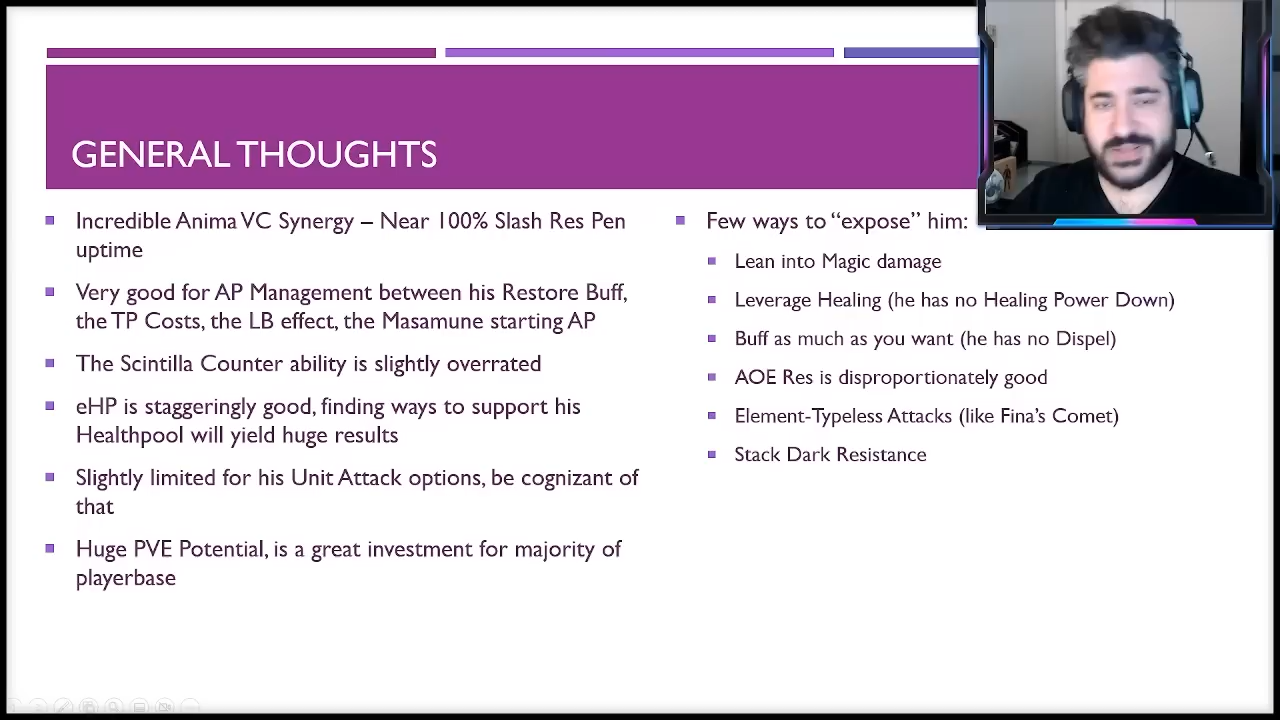 GENERAL THOUGHTS
Incredible Anima VC Synergy – Near 100% Slash Res Pen
uptime
Very good for AP Management between his Restore Buff,
the TP Costs, the LB effect, the Masamune starting AP
The Scintilla Counter ability is slightly overrated
eHP is staggeringly good, finding ways to support his
Healthpool will yield huge results
Slightly limited for his Unit Attack options, be cognizant of
that
Huge PVE Potential, is a great investment for majority of
playerbase
Few ways to “expose” him:
Lean into Magic damage
Leverage Healing (he has no Healing Power Down)
Buff as much as you want (he has no Dispel)
AOE Res is disproportionately good
Element-Typeless Attacks (like Fina’s Comet)
Stack Dark Resistance